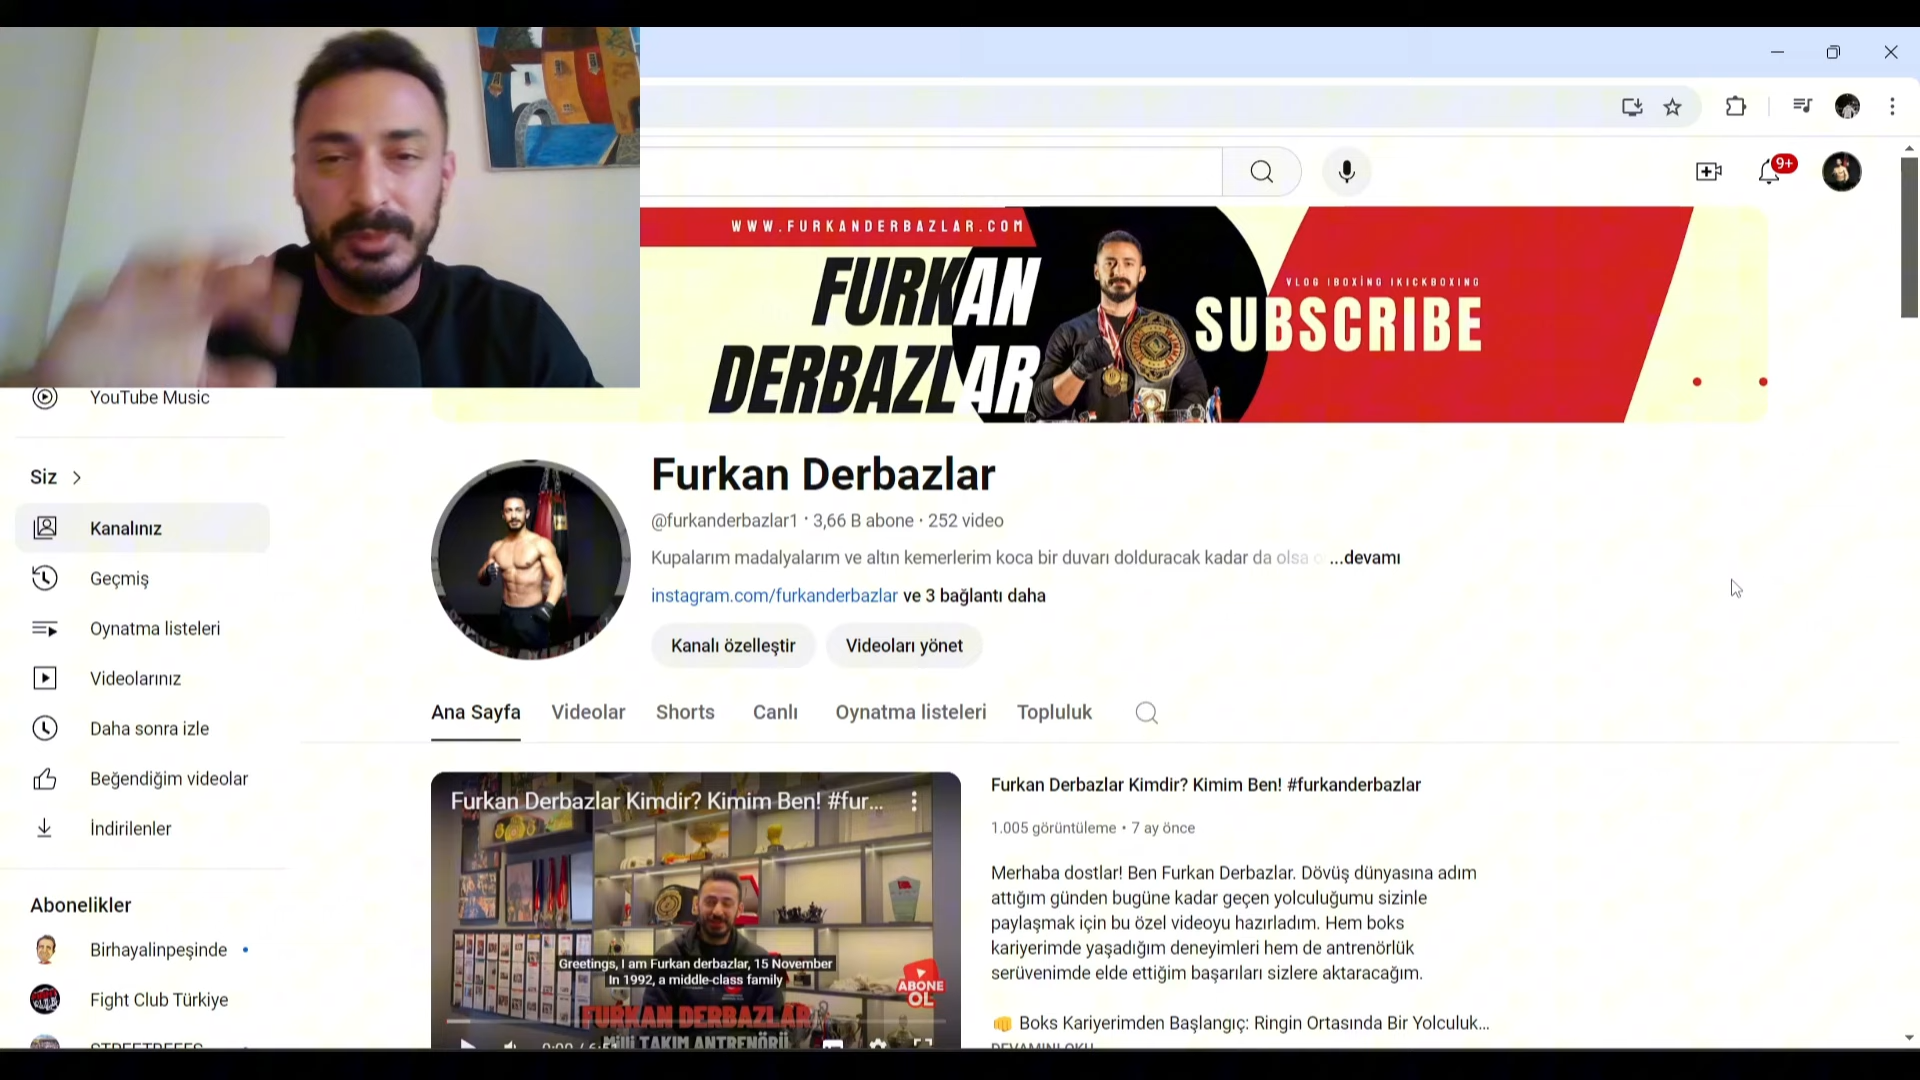 9+
WWW.FURKANDERBAZLAR.COM
FURKAN
DERBAZLAR
VLOG |BOXİNG |KICKBOXING
SUBSCRIBE
YouTube Music
Siz
Kanalınız
Geçmiş
Oynatma listeleri
Videolarınız
Daha sonra izle
Beğendiğim videolar
İndirilenler
Abonelikler
Birhayalinpeşinde
Fight Club Türkiye
Furkan Derbazlar
@furkanderbazlar1 • 3,66 B abone • 252 video
Kupalarım madalyalarım ve altın kemerlerim koca bir duvarı dolduracak kadar da olsa ...devamı
instagram.com/furkanderbazlar ve 3 bağlantı daha
Kanalı özelleştir Videoları yönet
Ana Sayfa Videolar Shorts Canlı Oynatma listeleri Topluluk
Furkan Derbazlar Kimdir? Kimim Ben! #fur...
Greetings, I am Furkan derbazlar, 15 November
In 1992, a middle-class family
ABONE
OL
FURKAN DERBAZLAR
Milli TAKIM ANTRENÖRÜ
Furkan Derbazlar Kimdir? Kimim Ben! #furkanderbazlar
1.005 görüntüleme • 7 ay önce
Merhaba dostlar! Ben Furkan Derbazlar. Dövüş dünyasına adım
attığım günden bugüne kadar geçen yolculuğumu sizinle
paylaşmak için bu özel videoyu hazırladım. Hem boks
kariyerimde yaşadığım deneyimleri hem de antrenörlük
serüvenimde elde ettiğim başarıları sizlere aktaracağım.
👊 Boks Kariyerimden Başlangıç: Ringin Ortasında Bir Yolculuk...